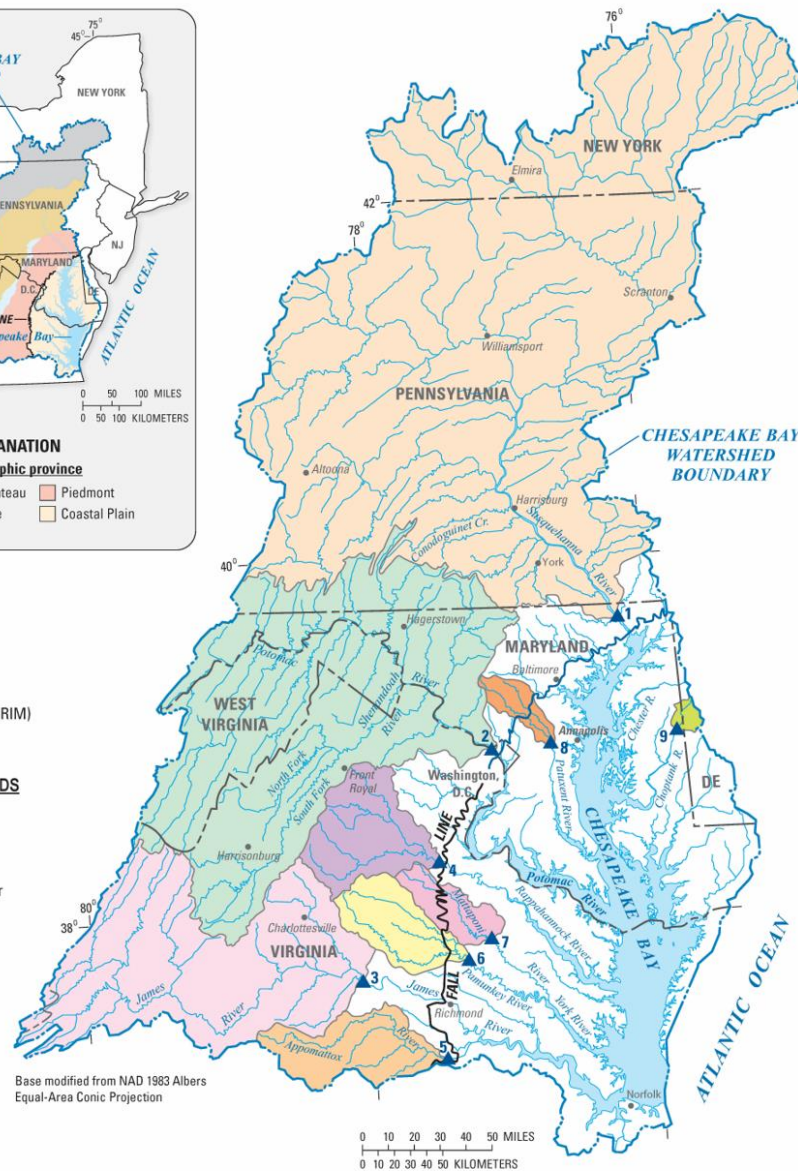 75°
45°
BAY
NEW YORK
PENNSYLVANIA
NJ
MARYLAND
D.C.
DE
Bay
ATLANTIC OCEAN
0 50 100 MILES
0 50 100 KILOMETERS
Piedmont
Coastal Plain
76°
NEW YORK
Elmira
42°
78°
Scranton
Williamsport
PENNSYLVANIA
CHESAPEAKE BAY
WATERSHED
BOUNDARY
Altoona
Harrisburg
Conodoguinet Cr.
Susquehanna
River
York
40°
1
Hagerstown
MARYLAND
Baltimore
Potomac
River
WEST
VIRGINIA
Shenandoah
River
Chester R.
2
8
Annapolis
9
North Fork
South Fork
Front
Royal
Washington,
D.C.
Patuxent River
Choptank R.
DE
CHESAPEAKE BAY
LINE
Harrisonburg
4
Potomac River
Mattaponi
Rappahannock River
80°
38°
Charlottesville
VIRGINIA
7
6
3
Pamunkey River
River
York River
James
River
James
River
FALL
Richmond
Appomattox
River
5
ATLANTIC OCEAN
Norfolk
RIM)
DS
Base modified from NAD 1983 Albers
Equal-Area Conic Projection
0 10 20 30 40 50 MILES
0 10 20 30 40 50 KILOMETERS